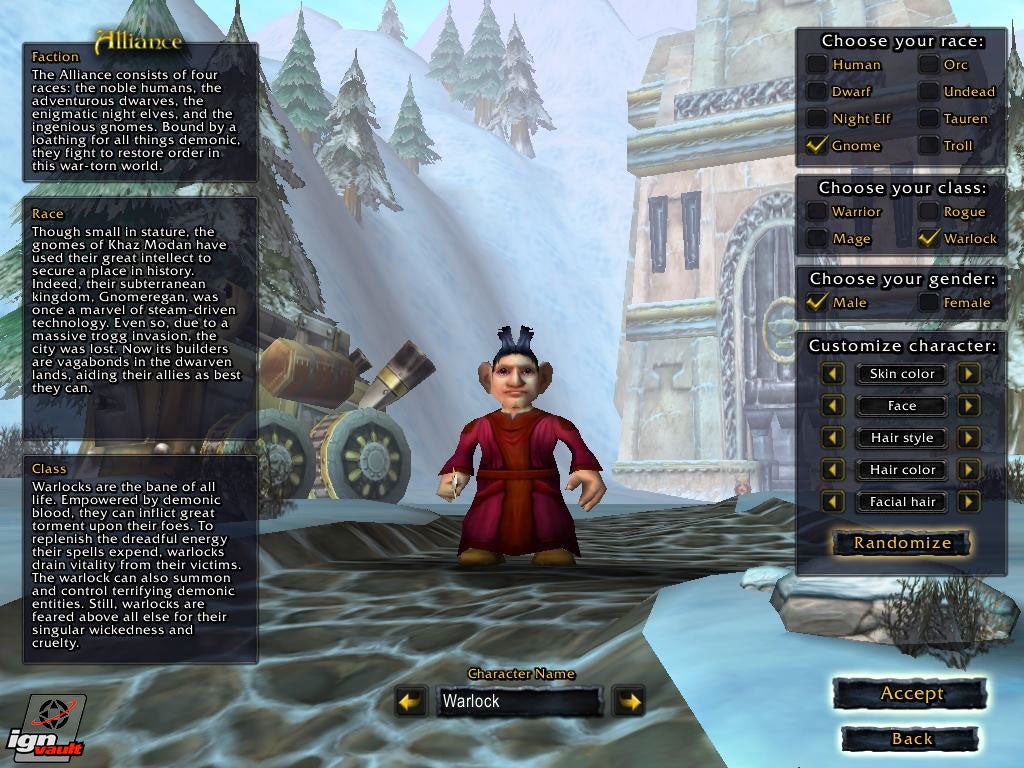 Alliance
Faction
The Alliance consists of four
races: the noble humans, the
adventurous dwarves, the
enigmatic night elves, and the
ingenious gnomes. Bound by a
loathing for all things demonic,
they fight to restore order in
this war-torn world.
Race
Though small in stature, the
gnomes of Khaz Modan have
used their great intellect to
secure a place in history.
Indeed, their subterranean
kingdom, Gnomeregan, was
once a marvel of steam-driven
technology. Even so, due to a
massive trogg invasion, the
city was lost. Now its builders
are vagabonds in the dwarven
lands, aiding their allies as best
they can.
Class
Warlocks are the bane of all
life. Empowered by demonic
blood, they can inflict great
torment upon their foes. To
replenish the dreadful energy
their spells expend, warlocks
drain vitality from their victims.
The warlock can also summon
and control terrifying demonic
entities. Still, warlocks are
feared above all else for their
singular wickedness and
cruelty.
ign
vault
Character Name
Warlock
Choose your race:
Human Orc
Dwarf Undead
Night Elf Tauren
Gnome Troll
Choose your class:
Warrior Rogue
Mage Warlock
Choose your gender:
Male Female
Customize character:
Skin color
Face
Hair style
Hair color
Facial hair
Randomize
Accept
Back